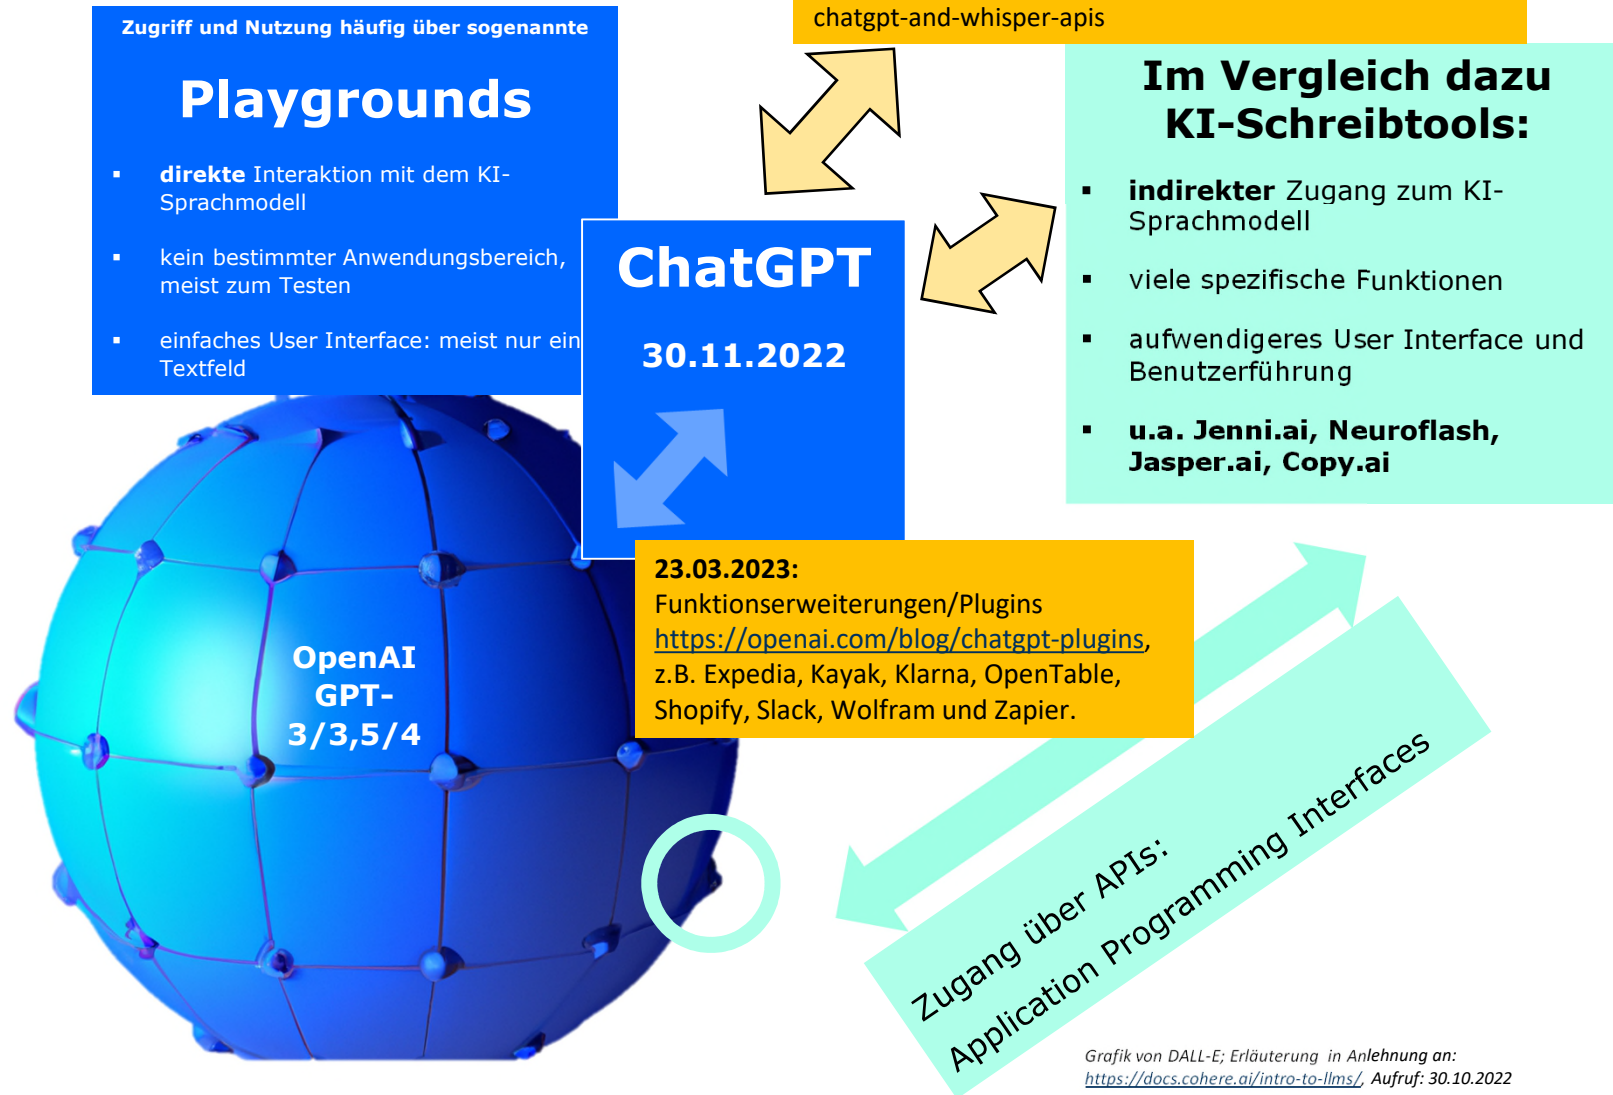 Zugriff und Nutzung häufig über sogenannte
Playgrounds
▪ direkte Interaktion mit dem KI-
Sprachmodell
▪ kein bestimmter Anwendungsbereich,
meist zum Testen
▪ einfaches User Interface: meist nur ein
Textfeld
chatgpt-and-whisper-apis
ChatGPT
30.11.2022
Im Vergleich dazu
KI-Schreibtools:
▪ indirekter Zugang zum KI-
Sprachmodell
▪ viele spezifische Funktionen
▪ aufwendigeres User Interface und
Benutzerführung
▪ u.a. Jenni.ai, Neuroflash,
Jasper.ai, Copy.ai
23.03.2023:
Funktionserweiterungen/Plugins
https://openai.com/blog/chatgpt-plugins,
z.B. Expedia, Kayak, Klarna, OpenTable,
Shopify, Slack, Wolfram und Zapier.
OpenAI
GPT-
3/3,5/4
Zugang über APIs:
Application Programming Interfaces
Grafik von DALL-E; Erläuterung in Anlehnung an:
https://docs.cohere.ai/intro-to-llms/, Aufruf: 30.10.2022